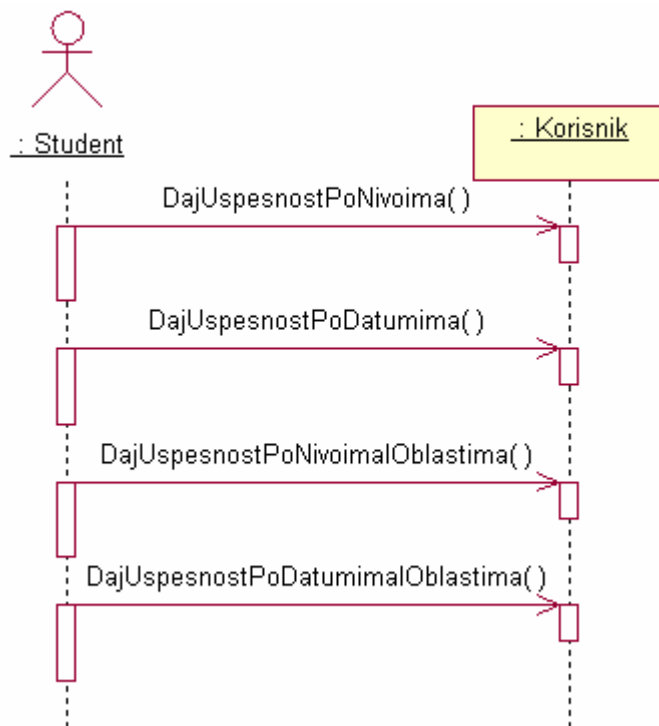 : Student
: Korisnik
DajUspesnostPoNivoima( )
DajUspesnostPoDatumima( )
DajUspesnostPoNivoimaIOblastima( )
DajUspesnostPoDatumimaIOblastima( )